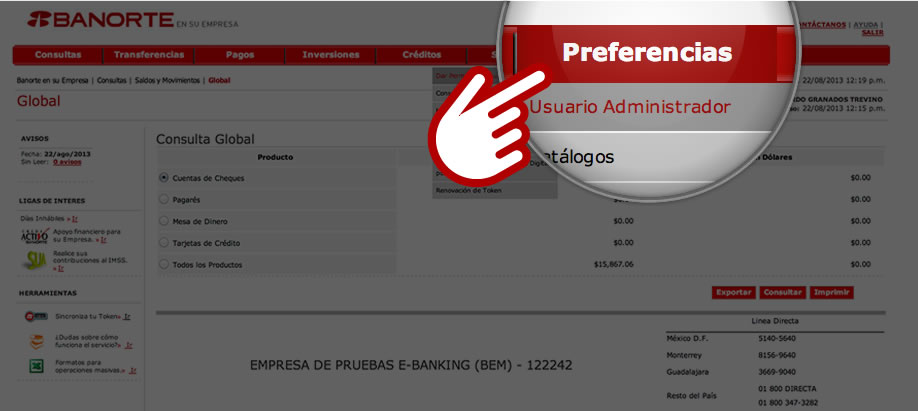 BANORTE EN SU EMPRESA
CONTÁCTANOS | AYUDA |
SALIR
Consultas Transferencias Pagos Inversiones Créditos S
Preferencias
Banorte en su Empresa | Consultas | Saldos y Movimientos | Global
22/08/2013 12:19 p.m.
Global
DO GRANADOS TREVINO
22/08/2013 12:15 p.m.
Usuario Administrador
tálogos
AVISOS
Fecha: 22/ago/2013
Sin Leer: 0 avisos
LIGAS DE INTERES
Días Inhábiles » Ir
ACTIVO
Apoyo financiero para
su Empresa. » Ir
SUA
Realice sus
contribuciones al IMSS.
» Ir
HERRAMIENTAS
Sincroniza tu Token » Ir
¿Dudas sobre cómo
funciona el servicio? » Ir
Formatos para
operaciones masivas. » Ir
Consulta Global
Producto Dólares
Cuentas de Cheques $0.00
Pagarés $0.00
Mesa de Dinero $0.00 $0.00
Tarjetas de Crédito $0.00 $0.00
Todos los Productos $15,867.06 $0.00
Renovación de Token
Exportar Consultar Imprimir
EMPRESA DE PRUEBAS E-BANKING (BEM) - 122242
Linea Directa
México D.F. 5140-5640
Monterrey 8156-9640
Guadalajara 3669-9040
Resto del País 01 800 DIRECTA
01 800 347-3282